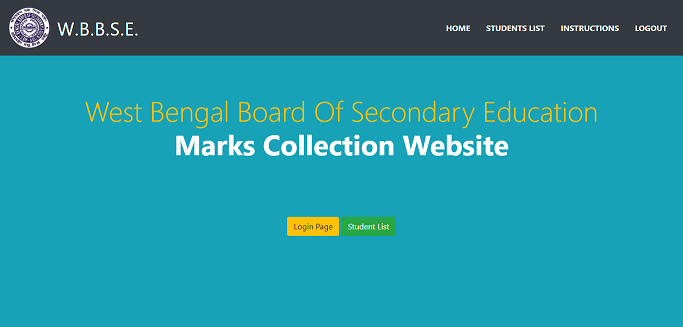 W.B.B.S.E.
HOME STUDENTS LIST INSTRUCTIONS LOGOUT
West Bengal Board Of Secondary Education
Marks Collection Website
Login Page Student List